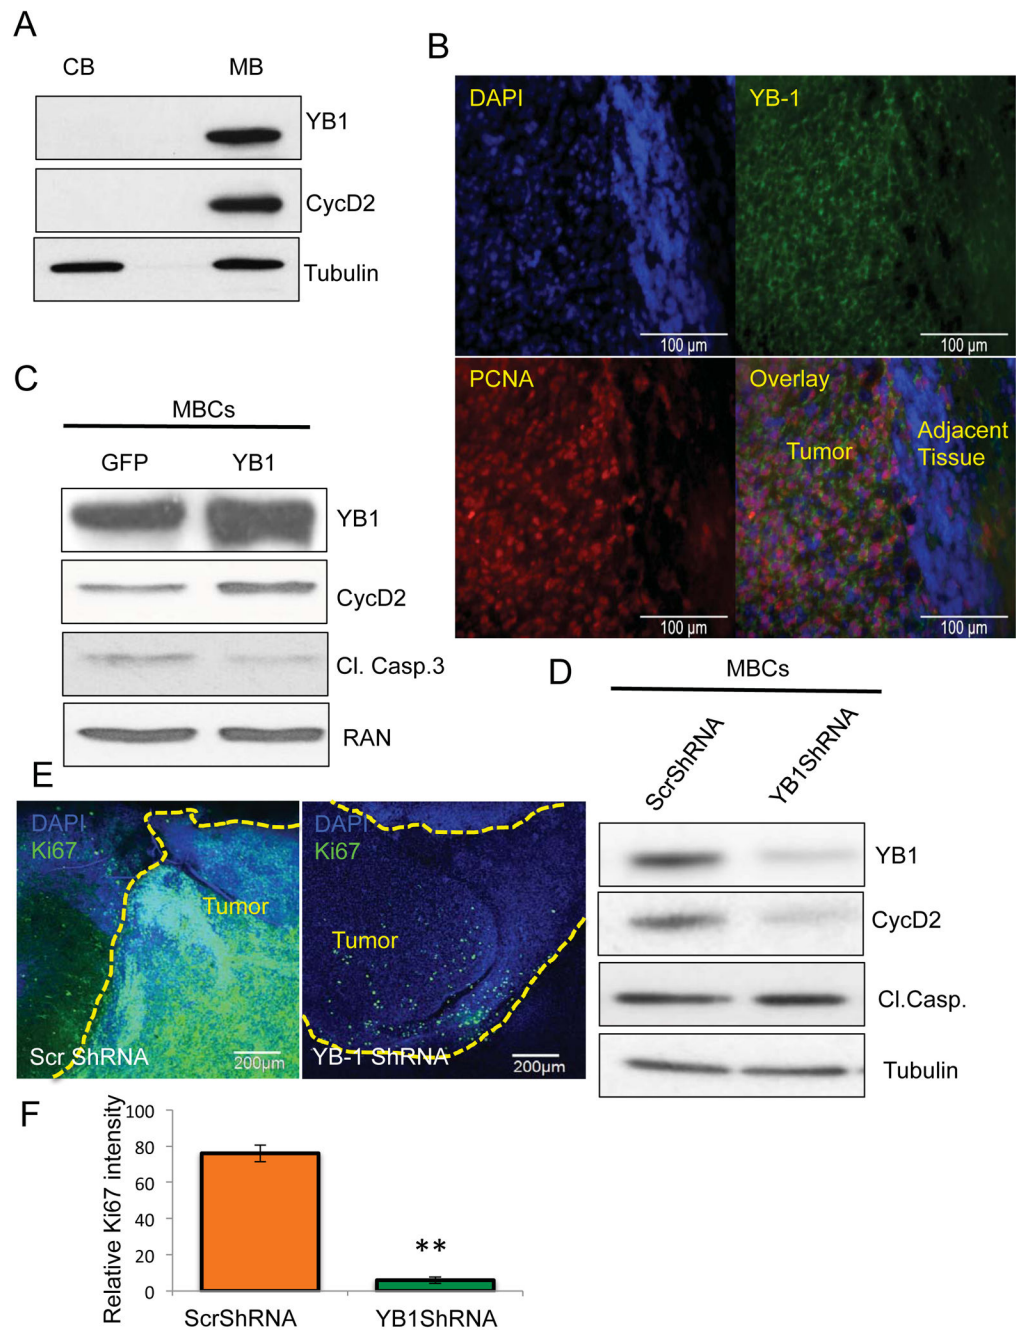 A
CB MB
YB1
CycD2
Tubulin
B
DAPI
YB-1
100 µm
100 µm
PCNA
Overlay
Tumor
Adjacent
Tissue
100 µm
100 µm
C
MBCs
GFP YB1
YB1
CycD2
Cl. Casp.3
RAN
D
MBCs
ScrShRNA
YB1ShRNA
YB1
CycD2
Cl.Casp.
Tubulin
E
DAPI
Ki67
Tumor
Scr ShRNA
200µm
DAPI
Ki67
Tumor
YB-1 ShRNA
200µm
F
Relative Ki67 intensity
100
80
60
40
20
0
**
ScrShRNA YB1ShRNA